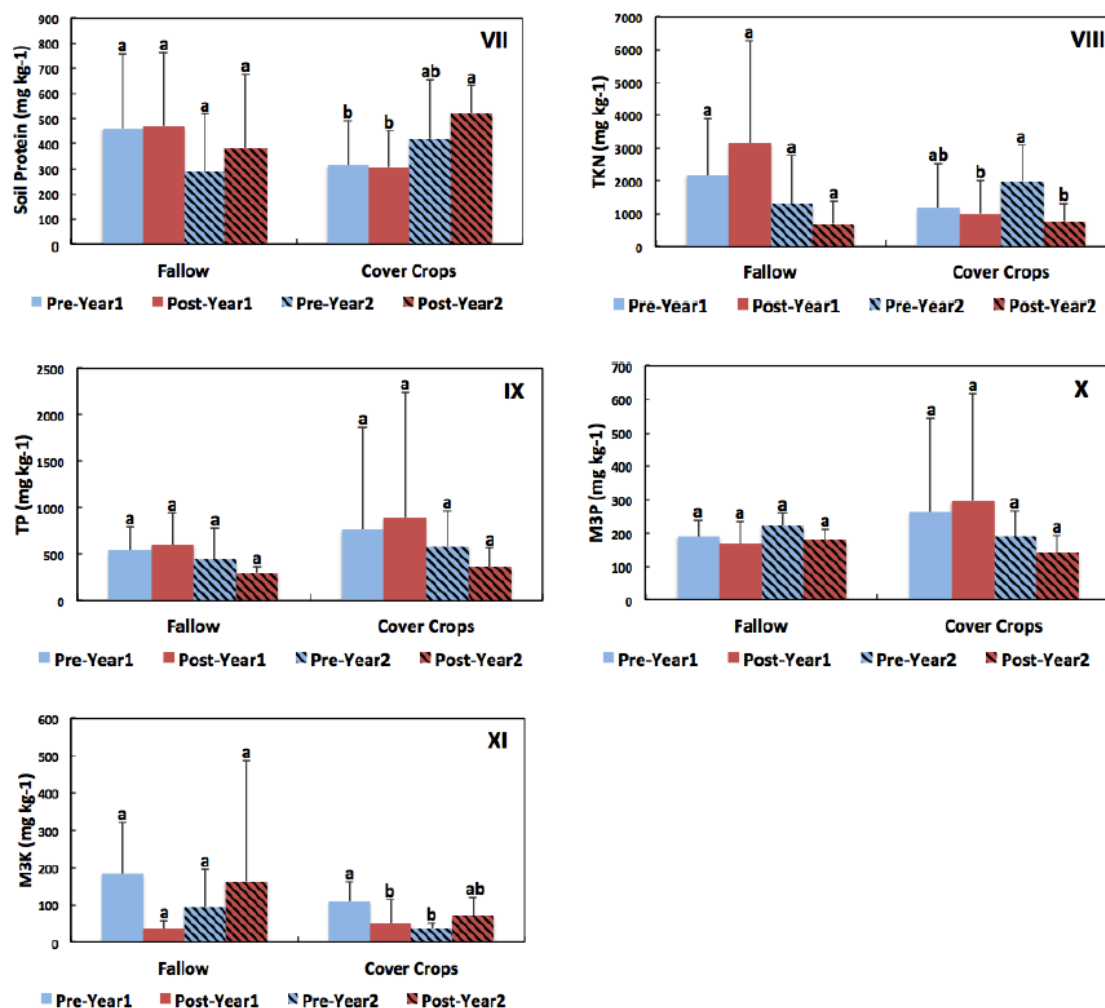 VII
Soil Protein (mg kg-1)
900
800
700
600
500
400
300
200
100
0
a a a a b b ab a
Fallow Cover Crops
Pre-Year1 Post-Year1 Pre-Year2 Post-Year2
VIII
TKN (mg kg-1)
7000
6000
5000
4000
3000
2000
1000
0
a a a a ab b a b
Fallow Cover Crops
Pre-Year1 Post-Year1 Pre-Year2 Post-Year2
IX
TP (mg kg-1)
2500
2000
1500
1000
500
0
a a a a a a a a
Fallow Cover Crops
Pre-Year1 Post-Year1 Pre-Year2 Post-Year2
X
M3P (mg kg-1)
700
600
500
400
300
200
100
0
a a a a a a a a
Fallow Cover Crops
Pre-Year1 Post-Year1 Pre-Year2 Post-Year2
XI
M3K (mg kg-1)
600
500
400
300
200
100
0
a a a a a b b ab
Fallow Cover Crops
Pre-Year1 Post-Year1 Pre-Year2 Post-Year2